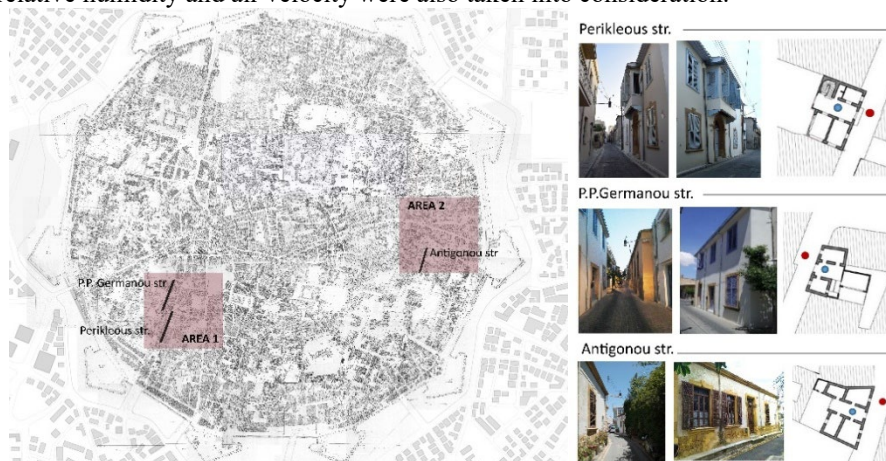 relative humidity and air velocity were also taken into consideration.
Perikleous str.
AREA 2
Antigonou str
P.P. Germanou str
Perikleous str.
AREA 1
P.P.Germanou str.
Antigonou str.